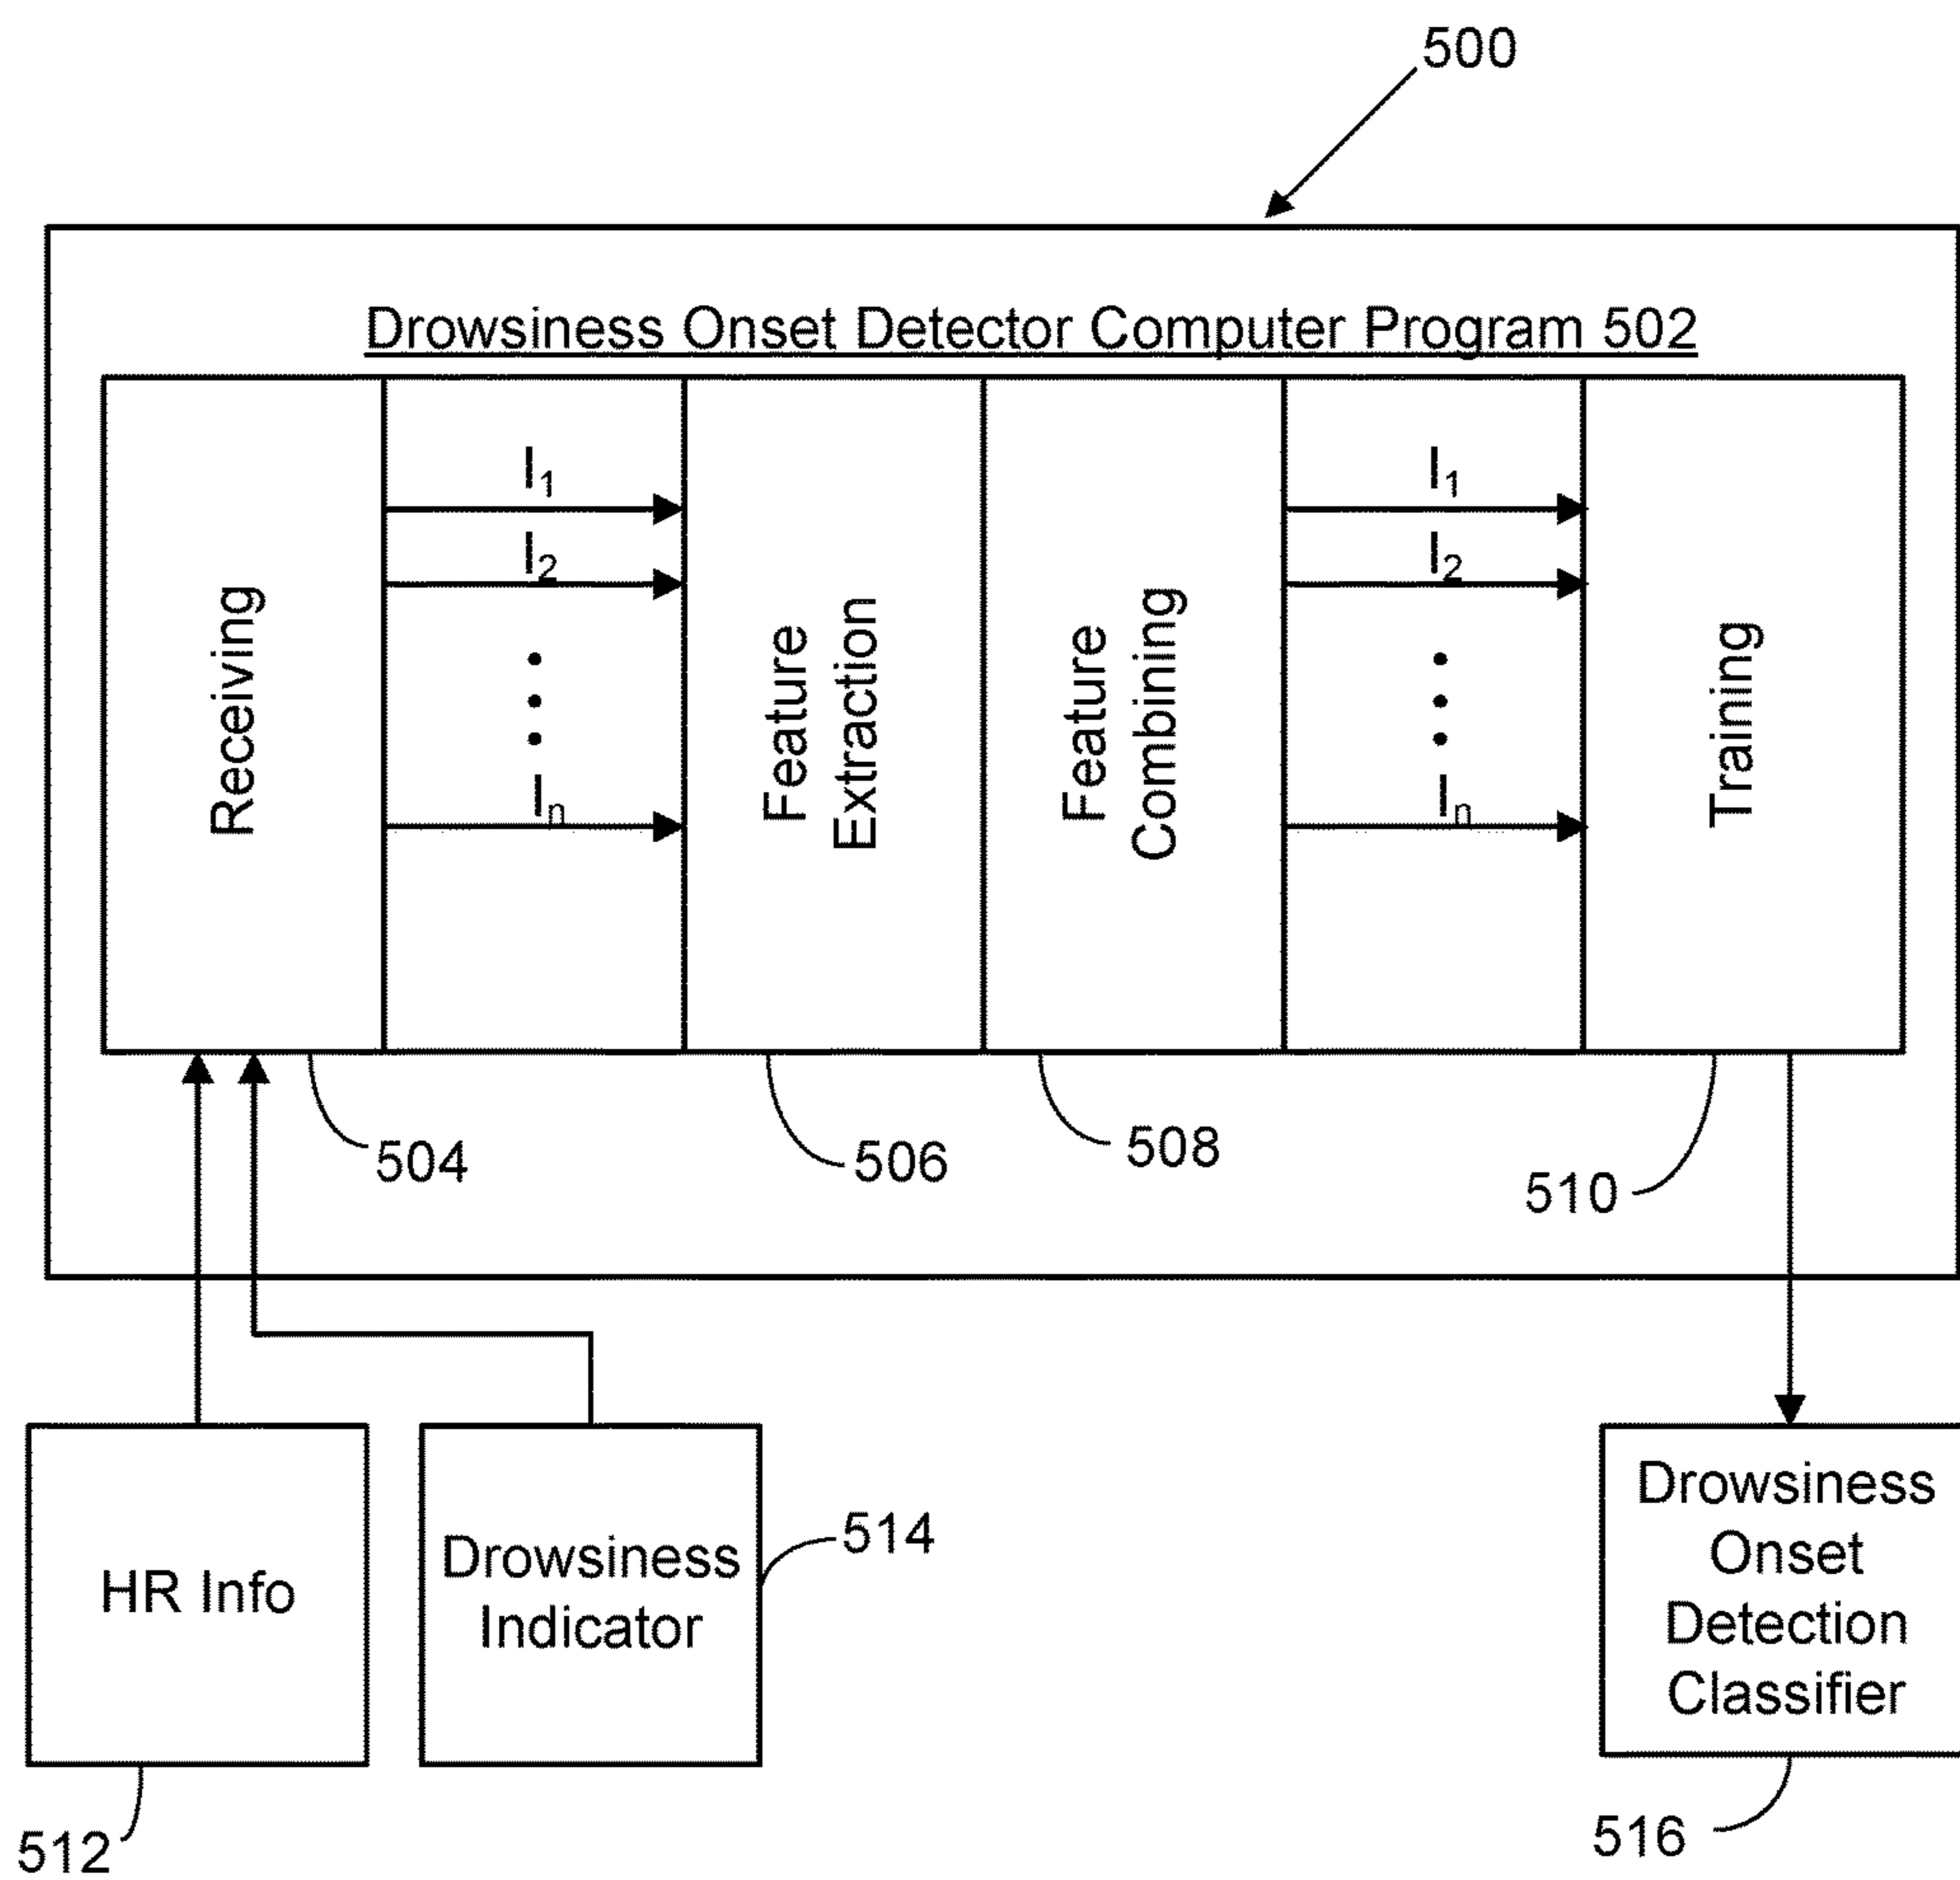 500
Drowsiness Onset Detector Computer Program 502
Receiving
I1
I2
In
Feature
Extraction
Feature
Combining
I1
I2
In
Training
504
506
508
510
HR Info
Drowsiness
Indicator
514
Drowsiness
Onset
Detection
Classifier
512
516